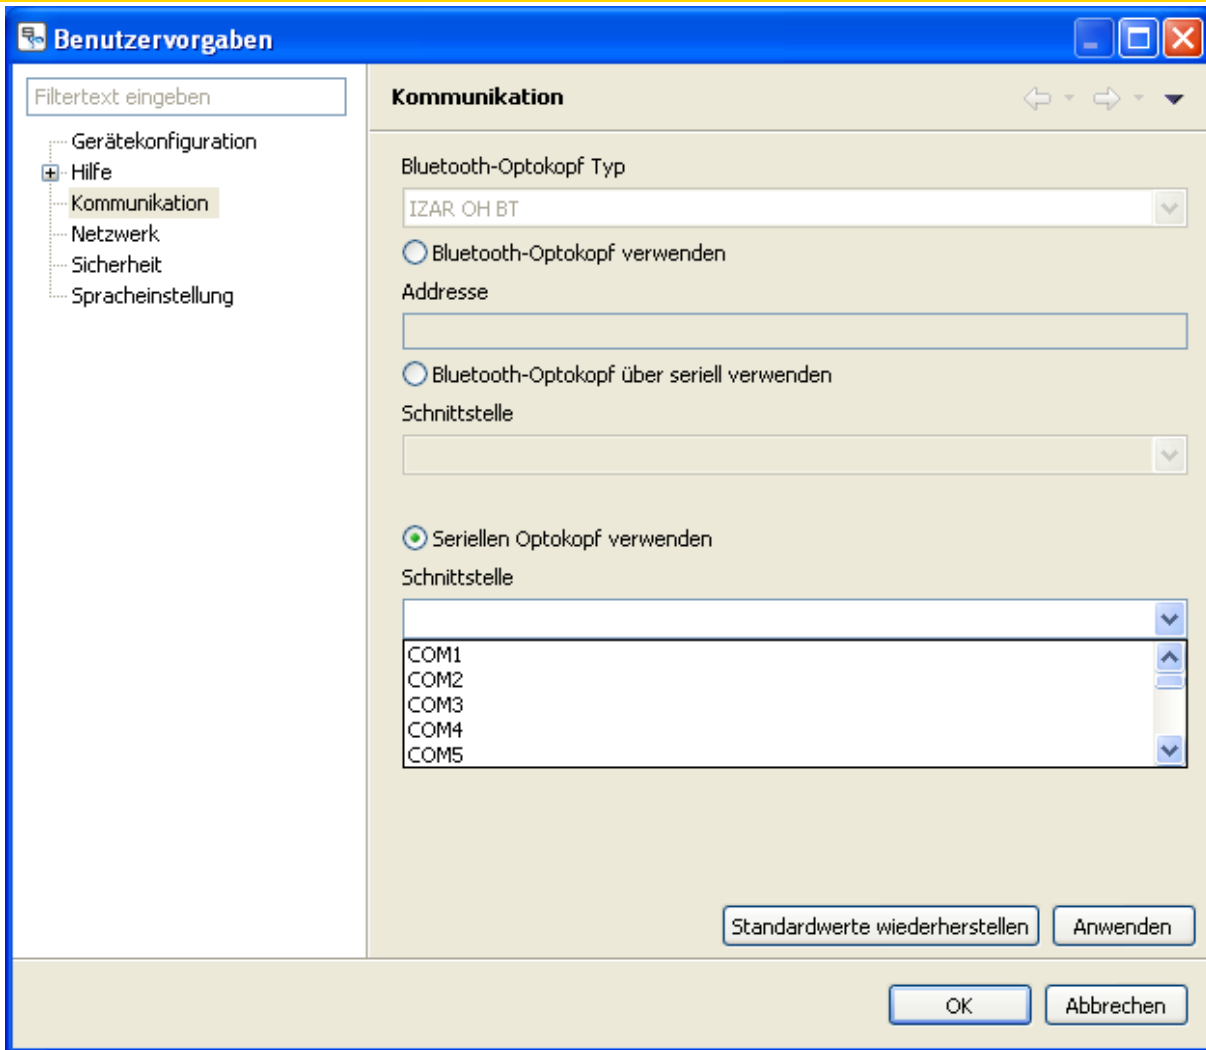 Benutzervorgaben
Filtertext eingeben
Gerätekonfiguration
Hilfe
Kommunikation
Netzwerk
Sicherheit
Spracheinstellung
Kommunikation
Bluetooth-Optokopf Typ
IZAR OH BT
Bluetooth-Optokopf verwenden
Addresse
Bluetooth-Optokopf über seriell verwenden
Schnittstelle
Seriellen Optokopf verwenden
Schnittstelle
COM1
COM2
COM3
COM4
COM5
Standardwerte wiederherstellen
Anwenden
OK
Abbrechen